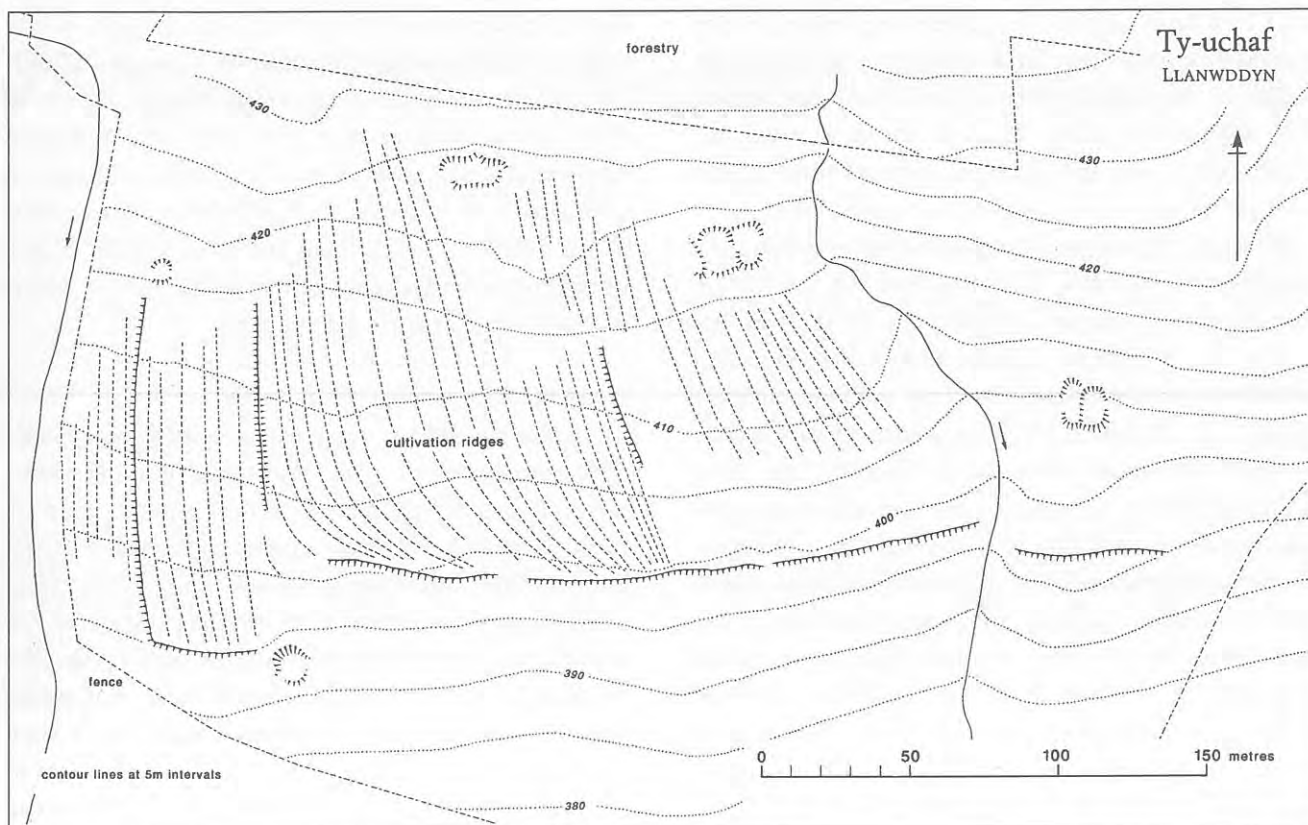 forestry
Ty-uchaf
LLANWDDYN
430
430
420
420
410
cultivation ridges
400
fence
390
0 50 100 150 metres
contour lines at 5m intervals
380